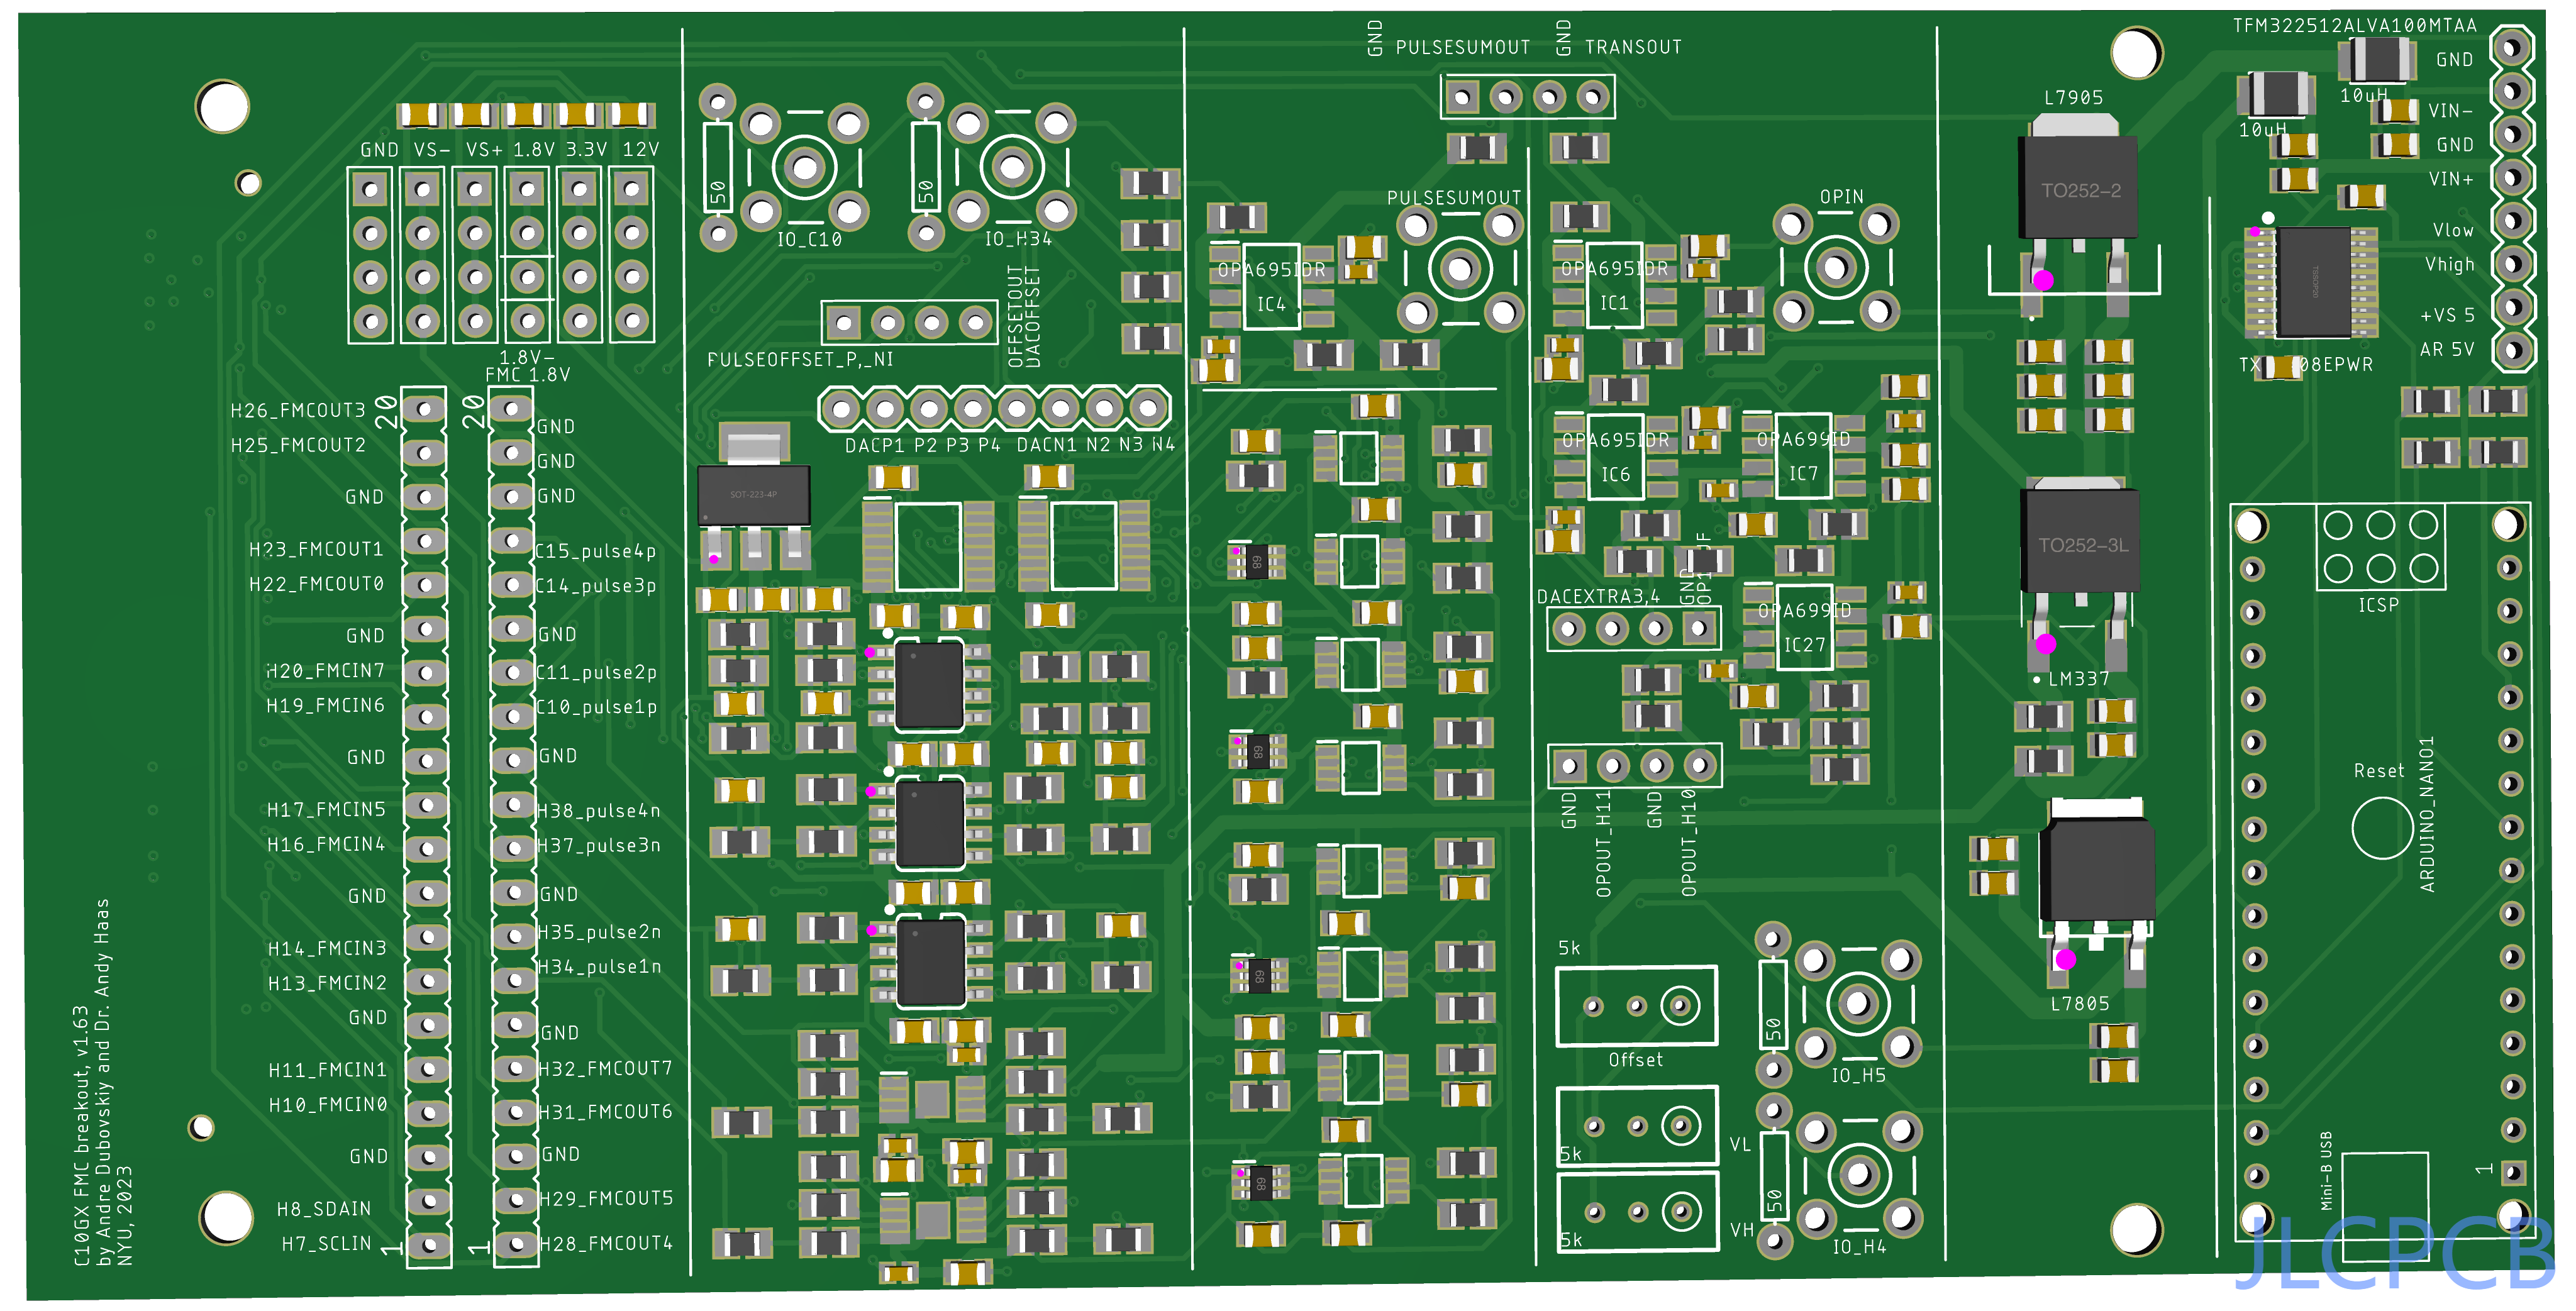 GND VS- VS+ 1.8V 3.3V 12V
1.8V-
FMC 1.8V
20
20
H26_FMCOUT3
H25_FMCOUT2
GND
H23_FMCOUT1
H22_FMCOUT0
GND
H20_FMCIN7
H19_FMCIN6
GND
H17_FMCIN5
H16_FMCIN4
GND
H14_FMCIN3
H13_FMCIN2
GND
H11_FMCIN1
H10_FMCIN0
GND
H8_SDAIN
H7_SCLIN
1
1
GND
GND
GND
C15_pulse4p
C14_pulse3p
GND
C11_pulse2p
C10_pulse1p
GND
H38_pulse4n
H37_pulse3n
GND
H35_pulse2n
H34_pulse1n
GND
H32_FMCOUT7
H31_FMCOUT6
GND
H29_FMCOUT5
H28_FMCOUT4
C10GX FMC breakout, v1.63
by Andre Dubovskiy and Dr. Andy Haas
NYU, 2023
50
IO_C10
50
IO_H34
OFFSETOUT
DACOFFSET
PULSEOFFSET_P,_NI
DACP1 P2 P3 P4 DACN1 N2 N3 N4
SOT-223-4P
GND
PULSESUMOUT
GND
TRANSOUT
PULSESUMOUT
OPA695IDR
IC4
OPA695IDR
IC1
OPIN
OPA695IDR
IC6
OPA699ID
IC7
OPA699ID
IC27
DACEXTRA3,4
GND
GND
OPOUT_H11
GND
OPOUT_H10
68
68
68
68
5k
Offset
5k
VL
5k
VH
50
IO_H5
50
IO_H4
L7905
TO252-2
TO252-3L
LM337
L7805
TFM322512ALVA100MTAA
10uH
10uH
GND
VIN-
GND
VIN+
Vlow
Vhigh
+VS 5
AR 5V
ICSP
Reset
ARDUINO_NANO1
Mini-B USB
1
JLCPCB